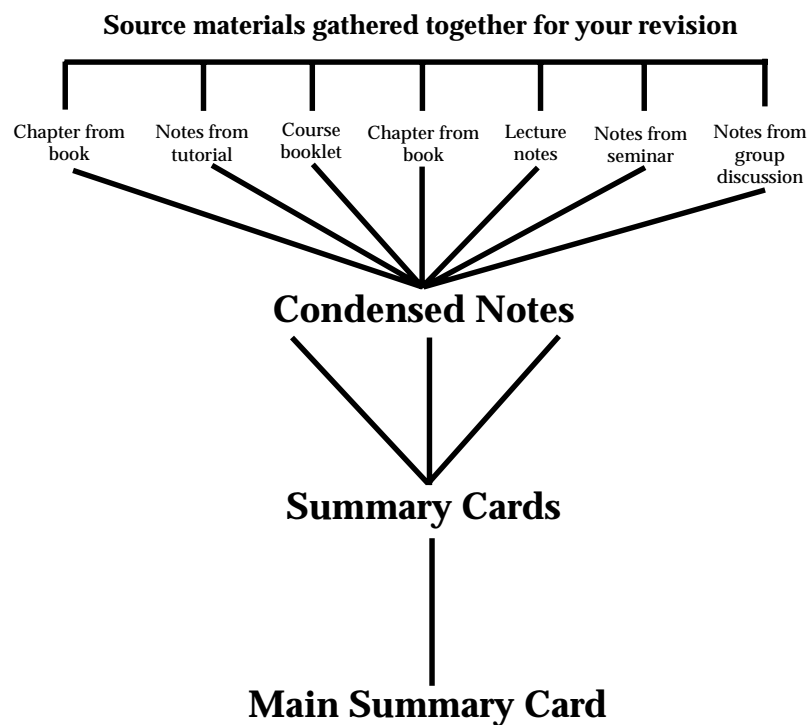 Source materials gathered together for your revision
Chapter from
book
Notes from
tutorial
Course
booklet
Chapter from
book
Lecture
notes
Notes from
seminar
Notes from
group
discussion
Condensed Notes
Summary Cards
Main Summary Card